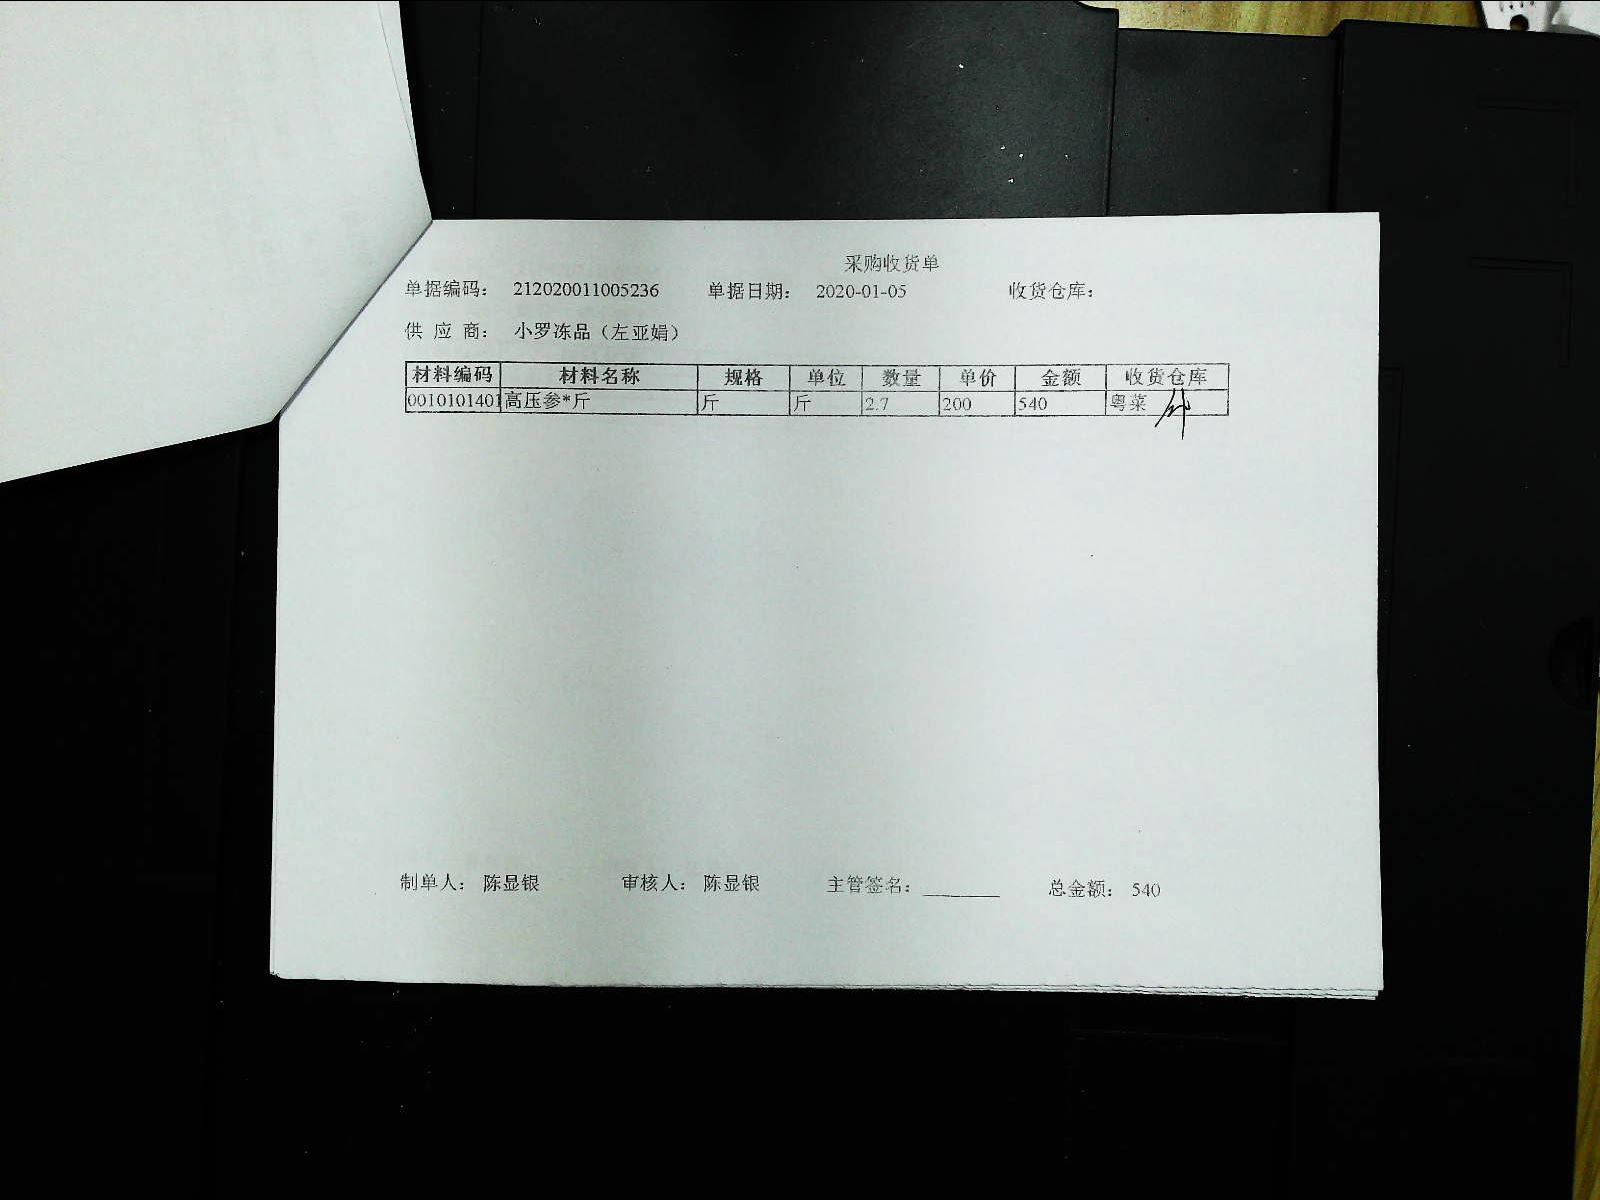 采购收货单
单据编码： 212020011005236 单据日期： 2020-01-05 收货仓库：
供 应 商： 小罗冻品（左亚娟）
材料编码 材料名称 规格 单位 数量 单价 金额 收货仓库
0010101401 高压参*斤 斤 斤 2.7 200 540 粤菜
制单人： 陈显银 审核人： 陈显银 主管签名： ________ 总金额： 540